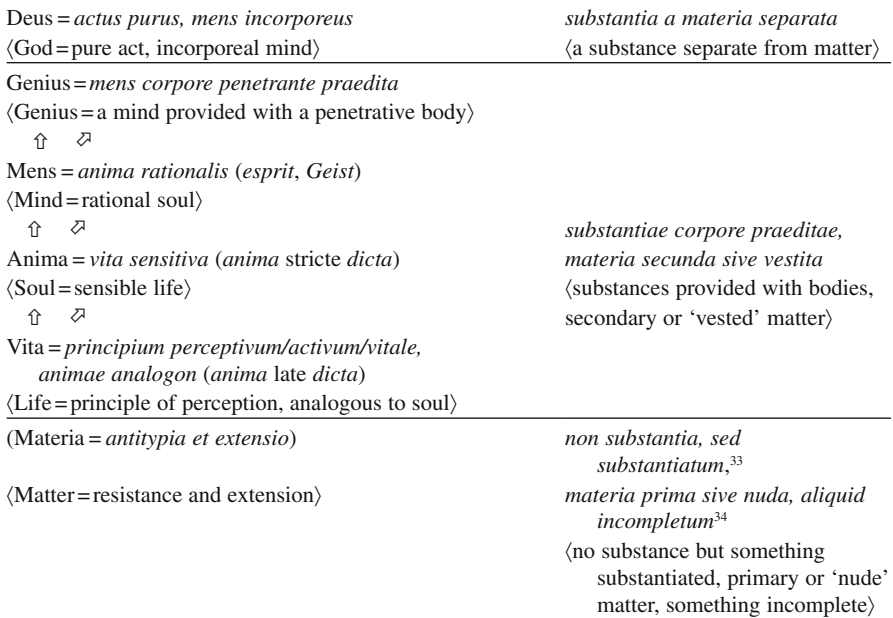 Deus = actus purus, mens incorporeus substantia a materia separata
⟨God = pure act, incorporeal mind⟩ ⟨a substance separate from matter⟩
Genius = mens corpore penetrante praedita
⟨Genius = a mind provided with a penetrative body⟩
⇧ ⬀
Mens = anima rationalis (esprit, Geist)
⟨Mind = rational soul⟩
⇧ ⬀ substantiae corpore praeditae,
Anima = vita sensitiva (anima stricte dicta) materia secunda sive vestita
⟨Soul = sensible life⟩ ⟨substances provided with bodies,
⇧ ⬀ secondary or ‘vested’ matter⟩
Vita = principium perceptivum/activum/vitale,
animae analogon (anima late dicta)
⟨Life = principle of perception, analogous to soul⟩
(Materia = antitypia et extensio) non substantia, sed
substantiatum,³³
⟨Matter = resistance and extension⟩ materia prima sive nuda, aliquid
incompletum³⁴
⟨no substance but something
substantiated, primary or ‘nude’
matter, something incomplete⟩